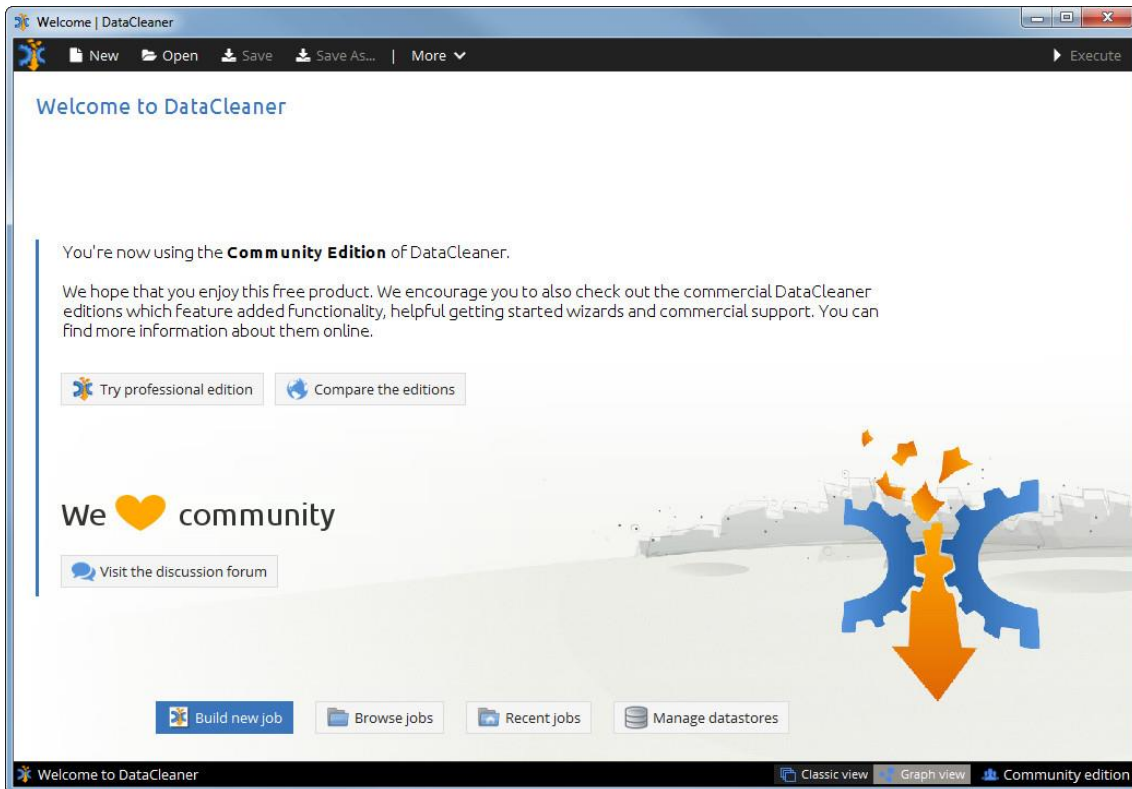 Welcome | DataCleaner
New Open Save Save As... | More Execute
Welcome to DataCleaner
You're now using the Community Edition of DataCleaner.
We hope that you enjoy this free product. We encourage you to also check out the commercial DataCleaner
editions which feature added functionality, helpful getting started wizards and commercial support. You can
find more information about them online.
Try professional edition Compare the editions
We community
Visit the discussion forum
Build new job Browse jobs Recent jobs Manage datastores
Welcome to DataCleaner Classic view Graph view Community edition